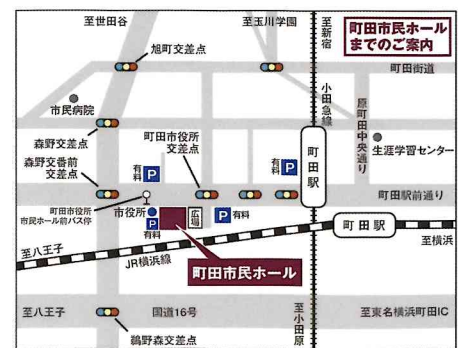 至世田谷
至玉川学園
至新宿
町田市民ホール
までのご案内
旭町交差点
町田街道
小田急線
市民病院
原町田中央通り
森野交差点
町田市役所
交差点
生涯学習センター
森野交番前
交差点
有料
P
町田駅
有料
P
町田駅前通り
町田市役所
市民ホール前バス停
市役所
P
有料
広場
P
有料
町田駅
至八王子
JR横浜線
至横浜
町田市民ホール
至八王子
国道16号
至小田原
至東名横浜町田IC
鵜野森交差点